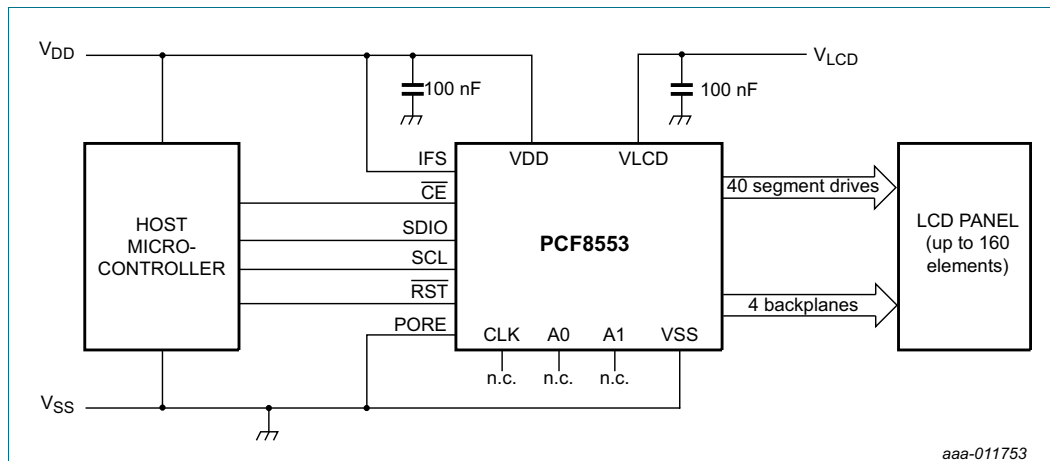 VDD
VLCD
100 nF
100 nF
IFS
VDD
VLCD
CE
40 segment drives
SDIO
HOST
MICRO-
CONTROLLER
PCF8553
LCD PANEL
(up to 160
elements)
SCL
RST
4 backplanes
PORE
CLK
A0
A1
VSS
n.c.
n.c.
n.c.
VSS
aaa-011753